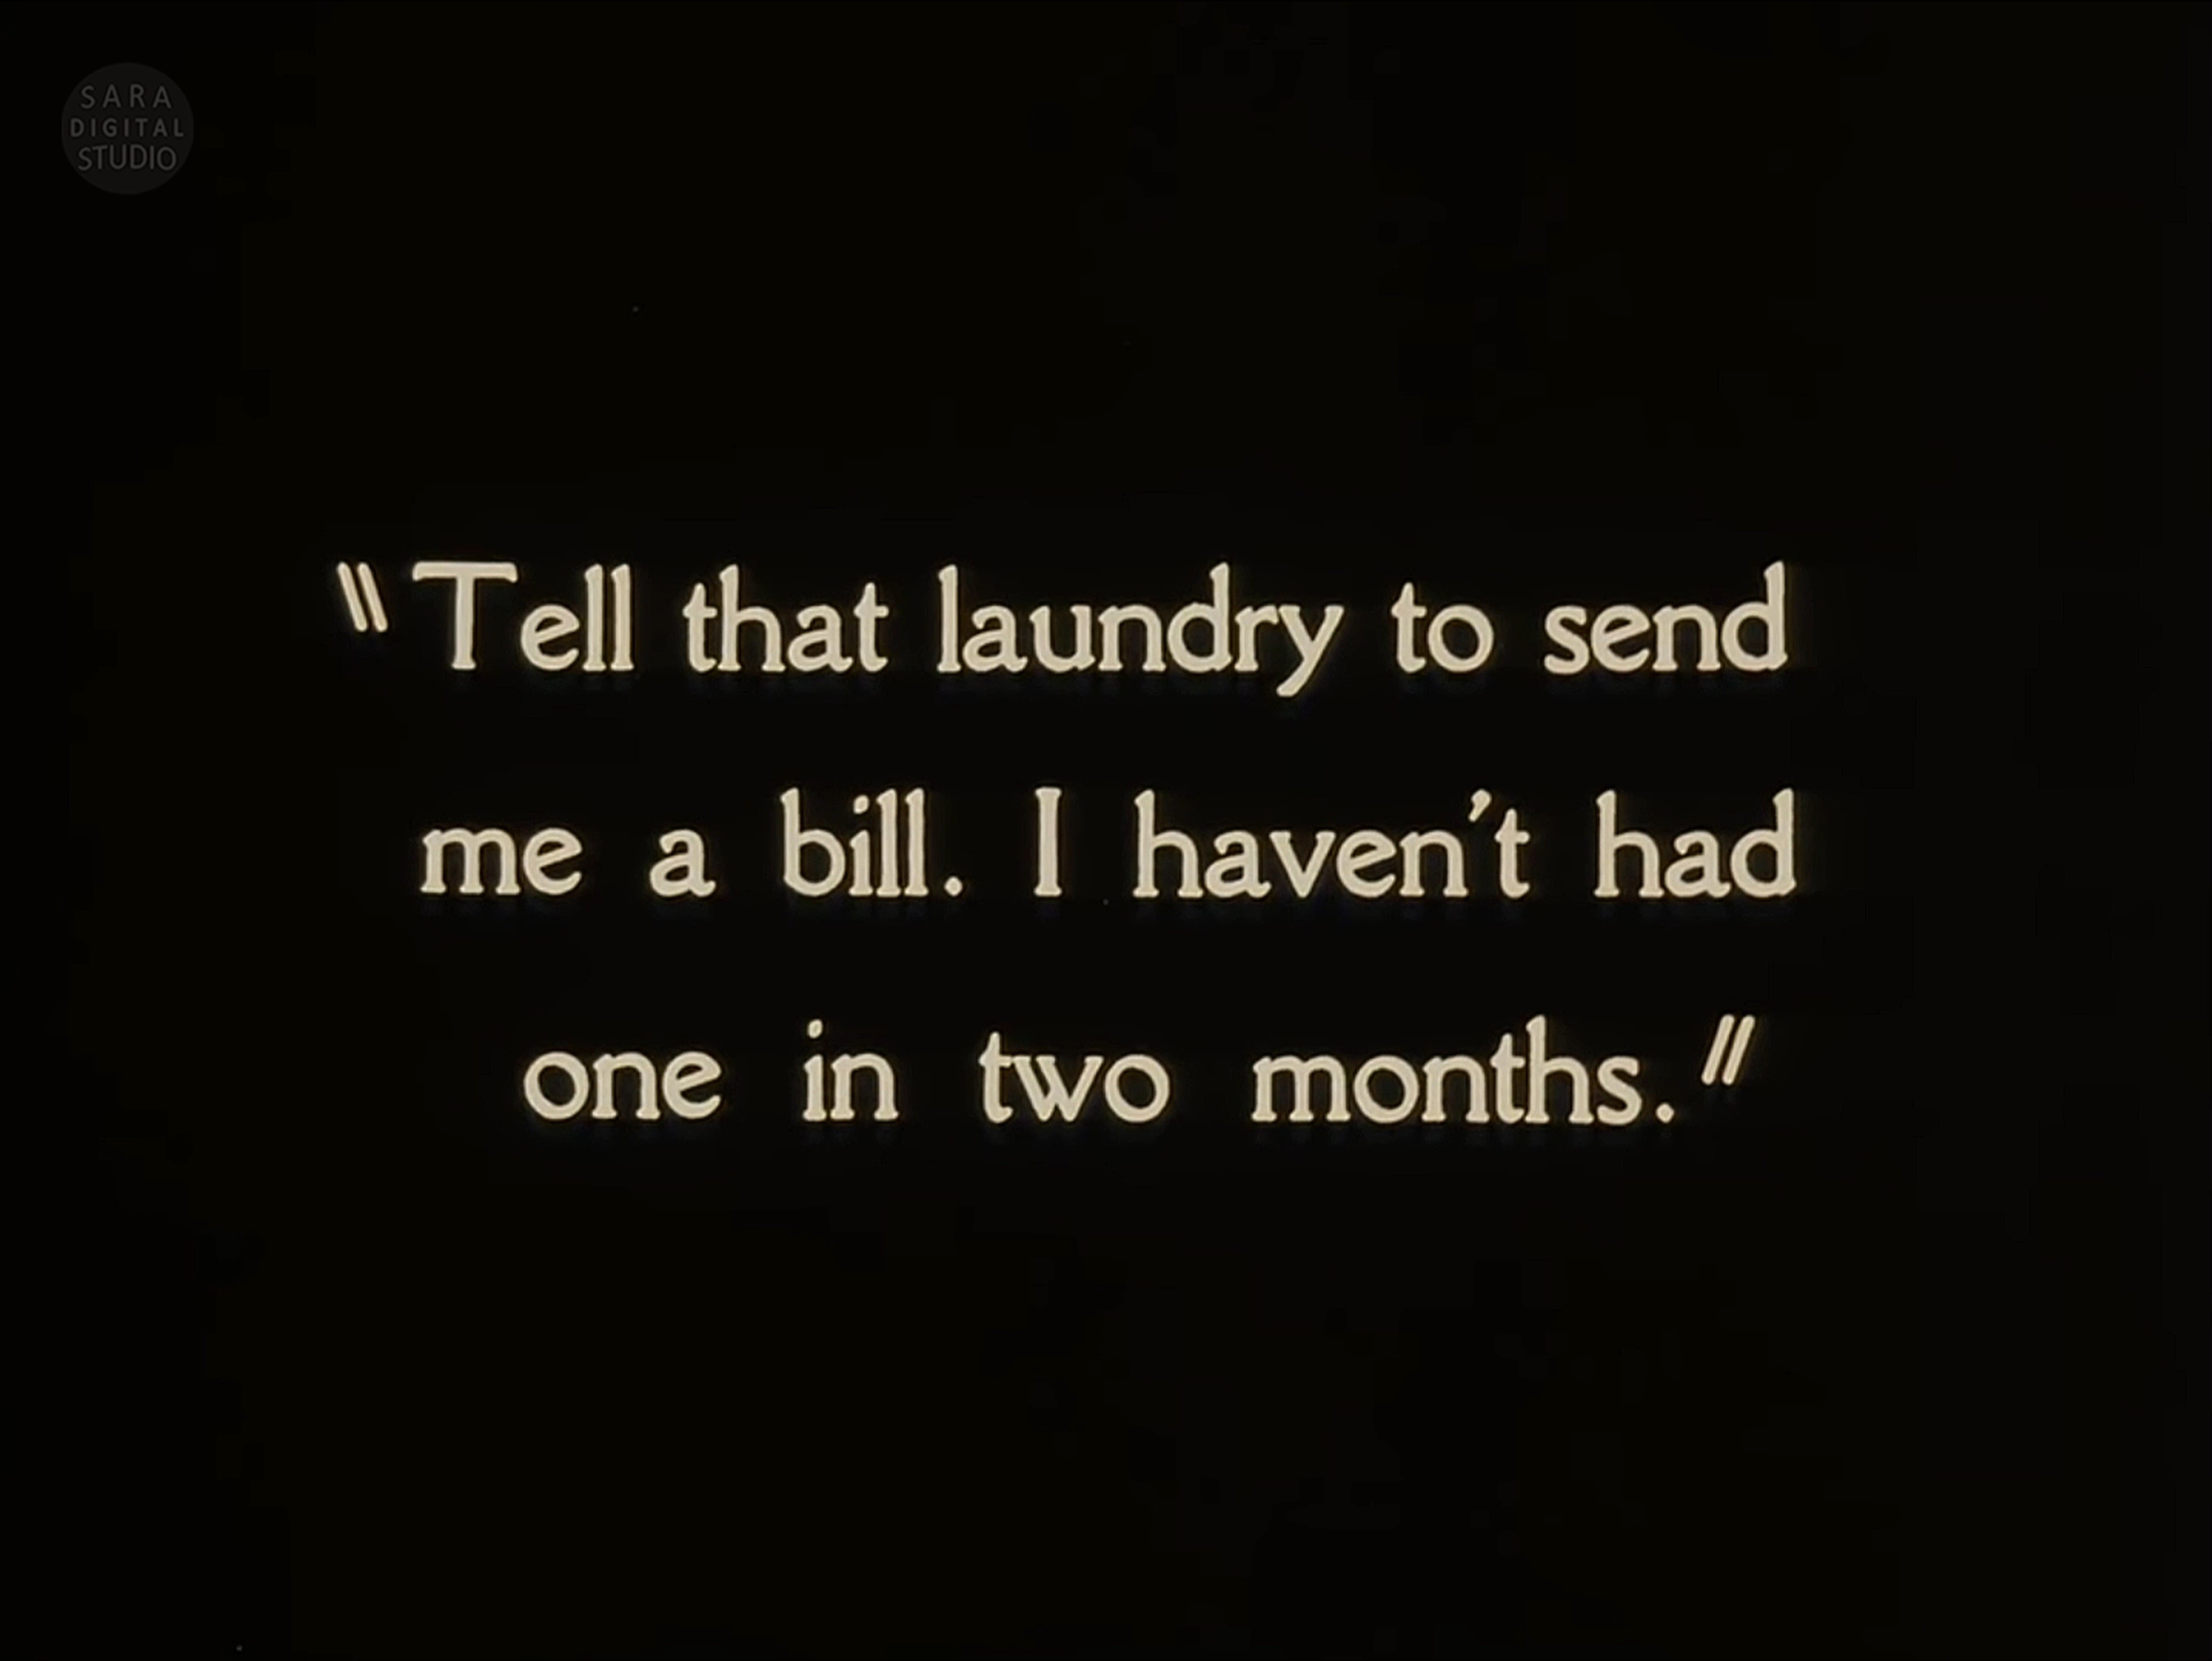 SARA
DIGITAL
STUDIO
"Tell that laundry to send
me a bill. I haven't had
one in two months."